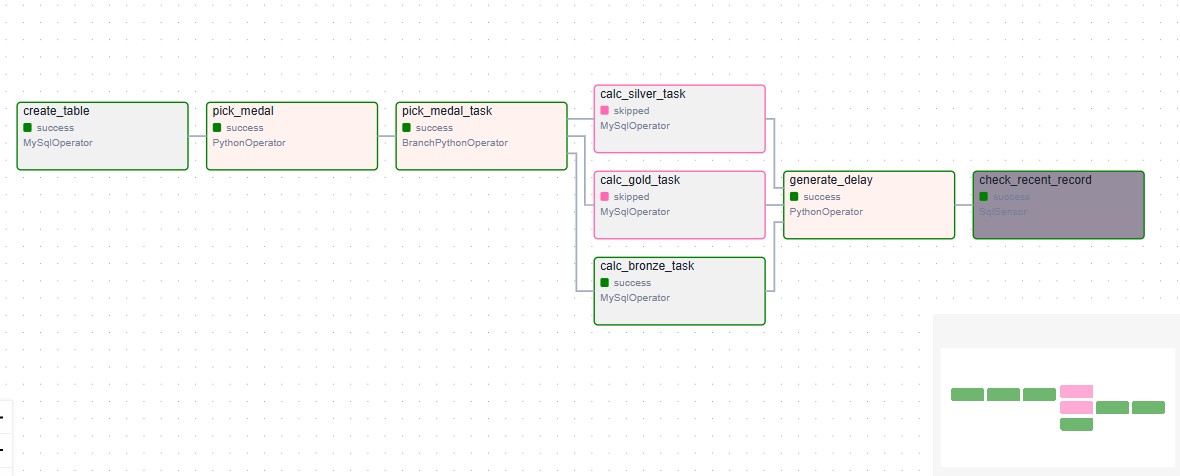 create_table
success
MySqlOperator
pick_medal
success
PythonOperator
pick_medal_task
success
BranchPythonOperator
calc_silver_task
skipped
MySqlOperator
calc_gold_task
skipped
MySqlOperator
calc_bronze_task
success
MySqlOperator
generate_delay
success
PythonOperator
check_recent_record
success
SqlSensor